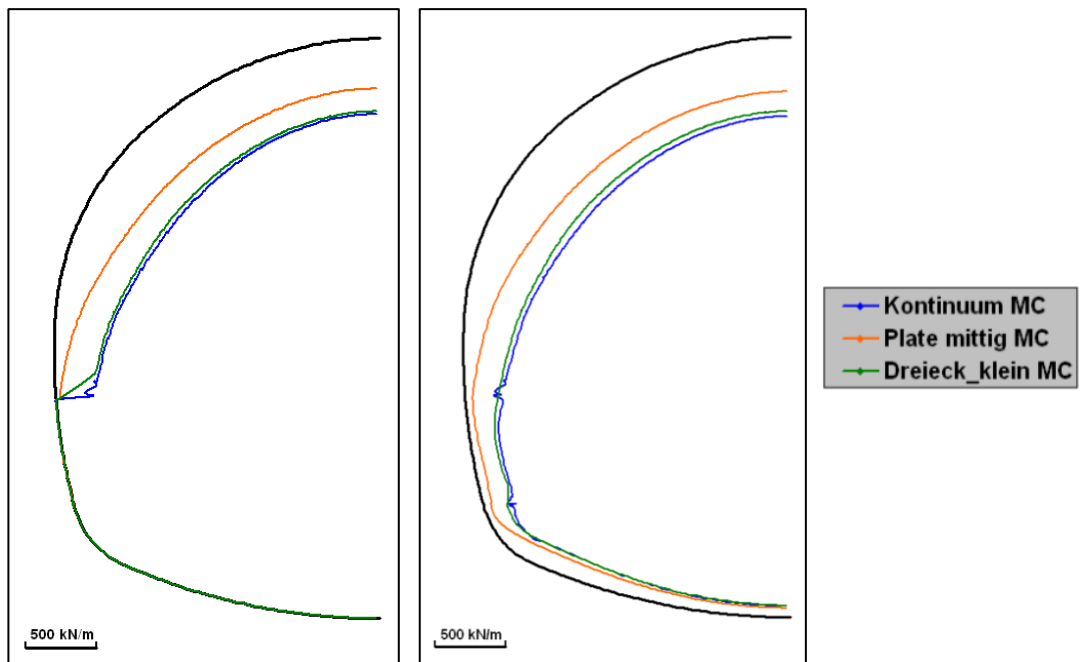 500 kN/m
500 kN/m
Kontinuum MC
Plate mittig MC
Dreieck_klein MC